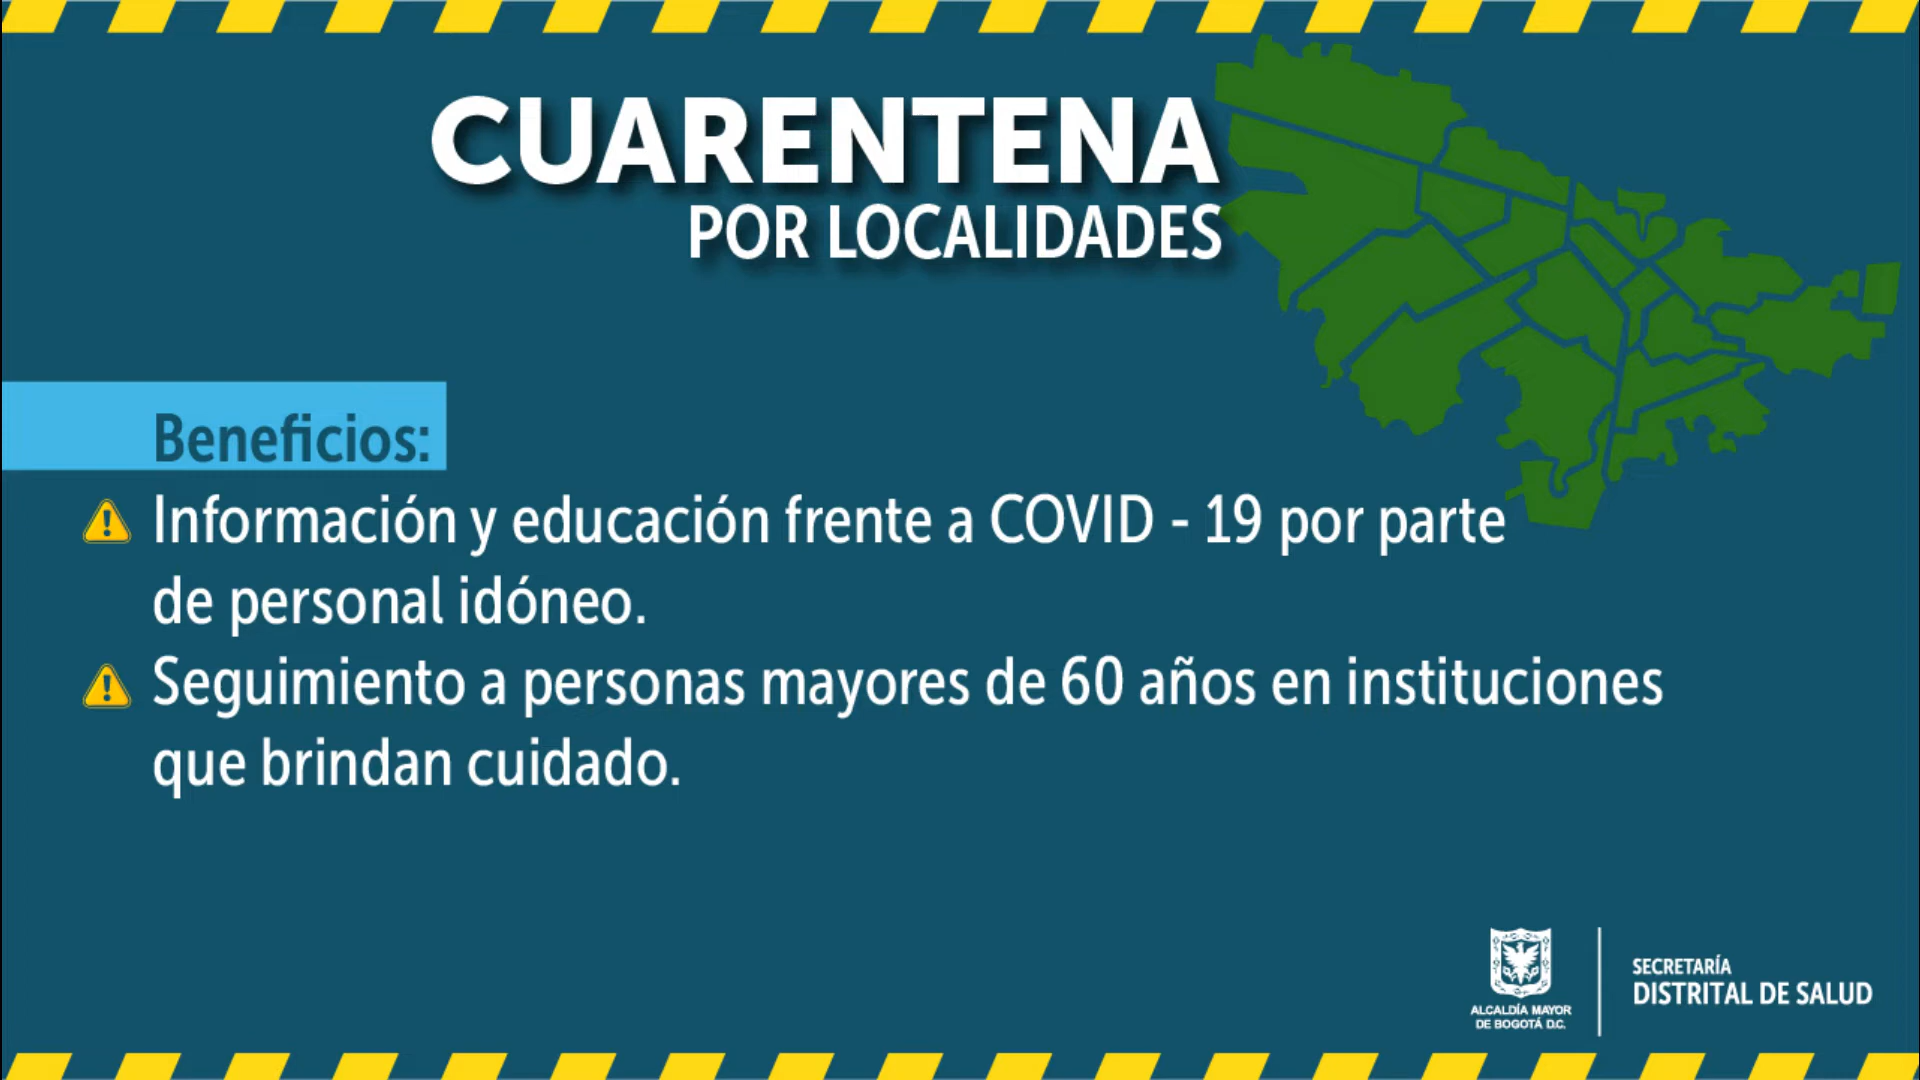 CUARENTENA
POR LOCALIDADES
Beneficios:
Información y educación frente a COVID - 19 por parte
de personal idóneo.
Seguimiento a personas mayores de 60 años en instituciones
que brindan cuidado.
ALCALDÍA MAYOR
DE BOGOTÁ D.C.
SECRETARÍA
DISTRITAL DE SALUD